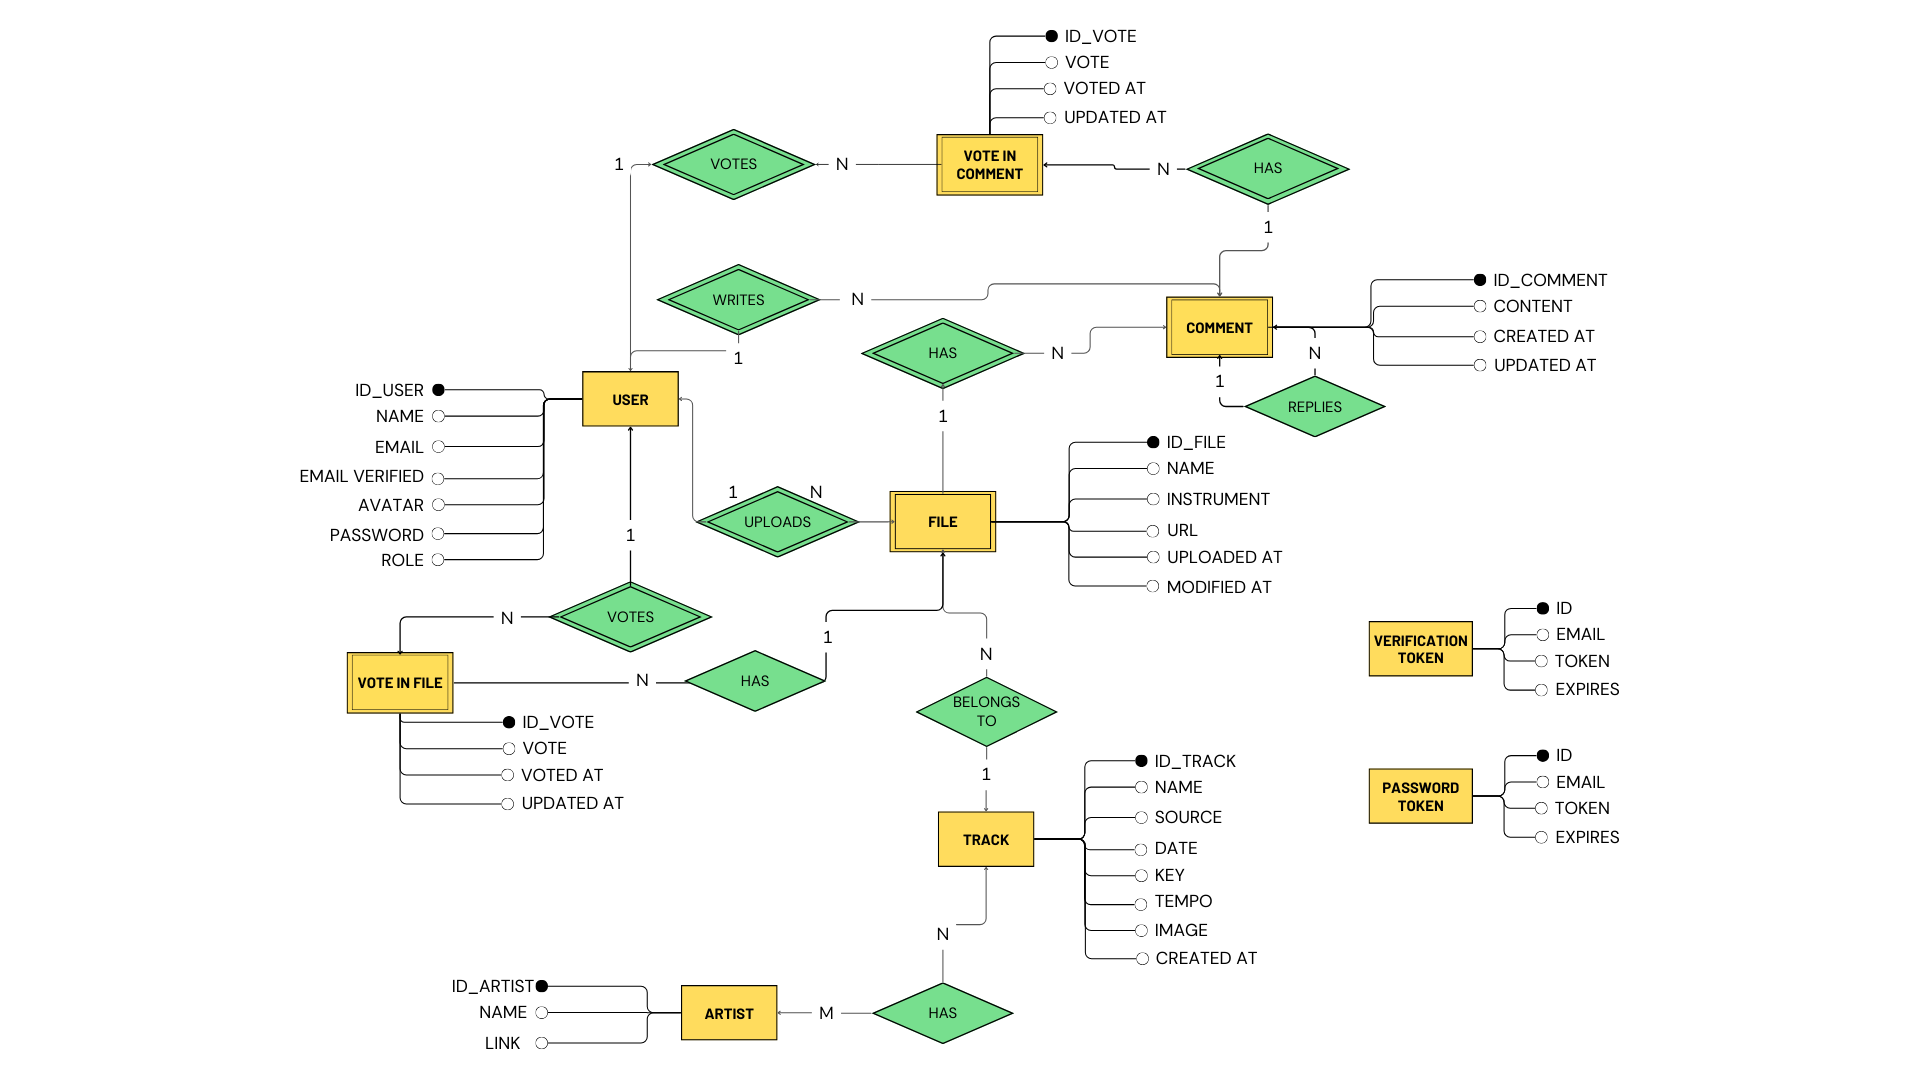 ID_VOTE
VOTE
VOTED AT
UPDATED AT
1
VOTES
N
VOTE IN
COMMENT
N
HAS
1
WRITES
N
1
HAS
N
1
COMMENT
ID_COMMENT
CONTENT
CREATED AT
UPDATED AT
N
1
REPLIES
ID_USER
NAME
EMAIL
EMAIL VERIFIED
AVATAR
PASSWORD
ROLE
USER
1
N
UPLOADS
FILE
ID_FILE
NAME
INSTRUMENT
URL
UPLOADED AT
MODIFIED AT
1
N
VOTES
VOTE IN FILE
N
HAS
1
ID_VOTE
VOTE
VOTED AT
UPDATED AT
N
BELONGS
TO
1
VERIFICATION
TOKEN
ID
EMAIL
TOKEN
EXPIRES
PASSWORD
TOKEN
ID
EMAIL
TOKEN
EXPIRES
TRACK
ID_TRACK
NAME
SOURCE
DATE
KEY
TEMPO
IMAGE
CREATED AT
N
ID_ARTIST
NAME
LINK
ARTIST
M
HAS